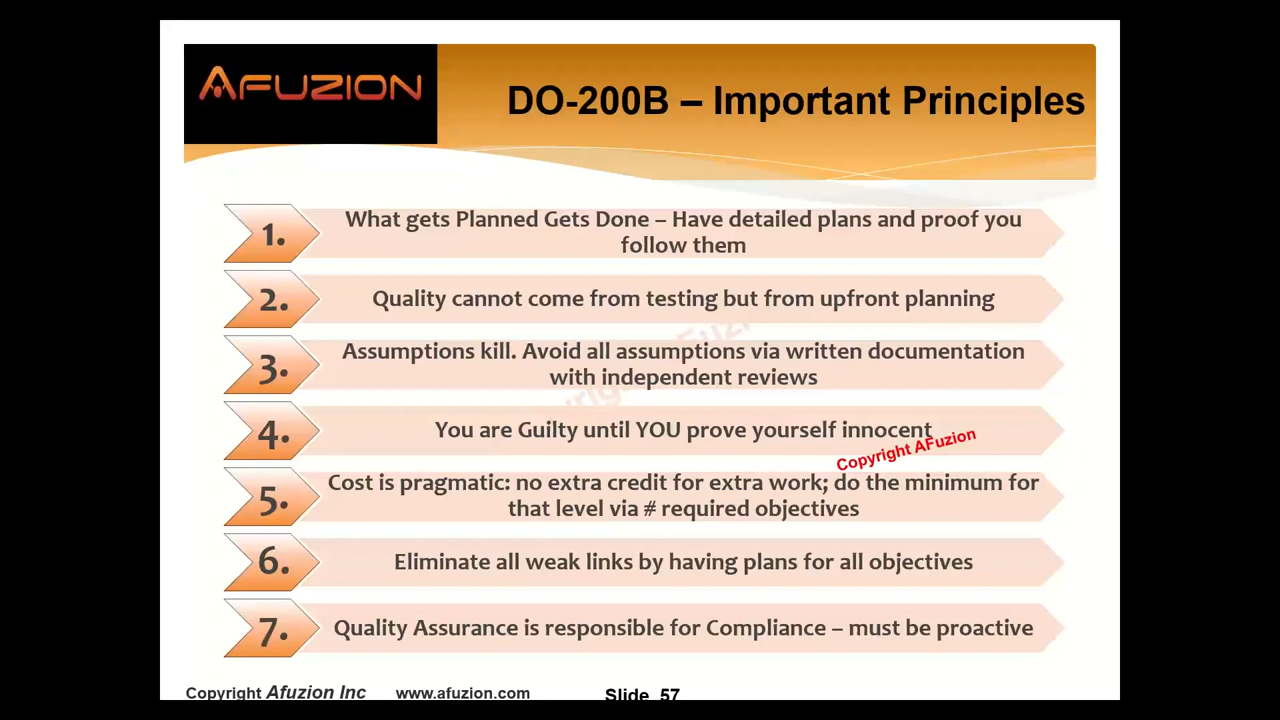 AFUZION
DO-200B – Important Principles
1.
What gets Planned Gets Done – Have detailed plans and proof you
follow them
2.
Quality cannot come from testing but from upfront planning
3.
Assumptions kill. Avoid all assumptions via written documentation
with independent reviews
4.
You are Guilty until YOU prove yourself innocent
Copyright AFuzion
5.
Cost is pragmatic: no extra credit for extra work; do the minimum for
that level via # required objectives
6.
Eliminate all weak links by having plans for all objectives
7.
Quality Assurance is responsible for Compliance – must be proactive
Copyright Afuzion Inc www.afuzion.com Slide 57